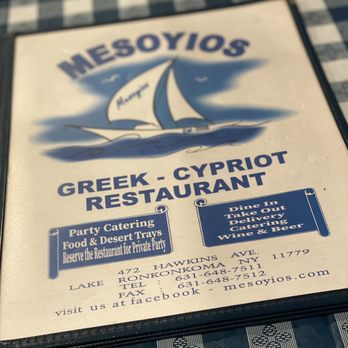 MESOYIOS
Mesogios
GREEK - CYPRIOT
RESTAURANT
Party Catering
Food & Desert Trays
Reserve the Restaurant for Private Party
Dine In
Take Out
Delivery
Catering
Wine & Beer
472 HAWKINS AVE.
LAKE RONKONKOMA NY 11779
TEL : 631-648-7511
FAX : 631-648-7512
visit us at facebook - mesoyios.com